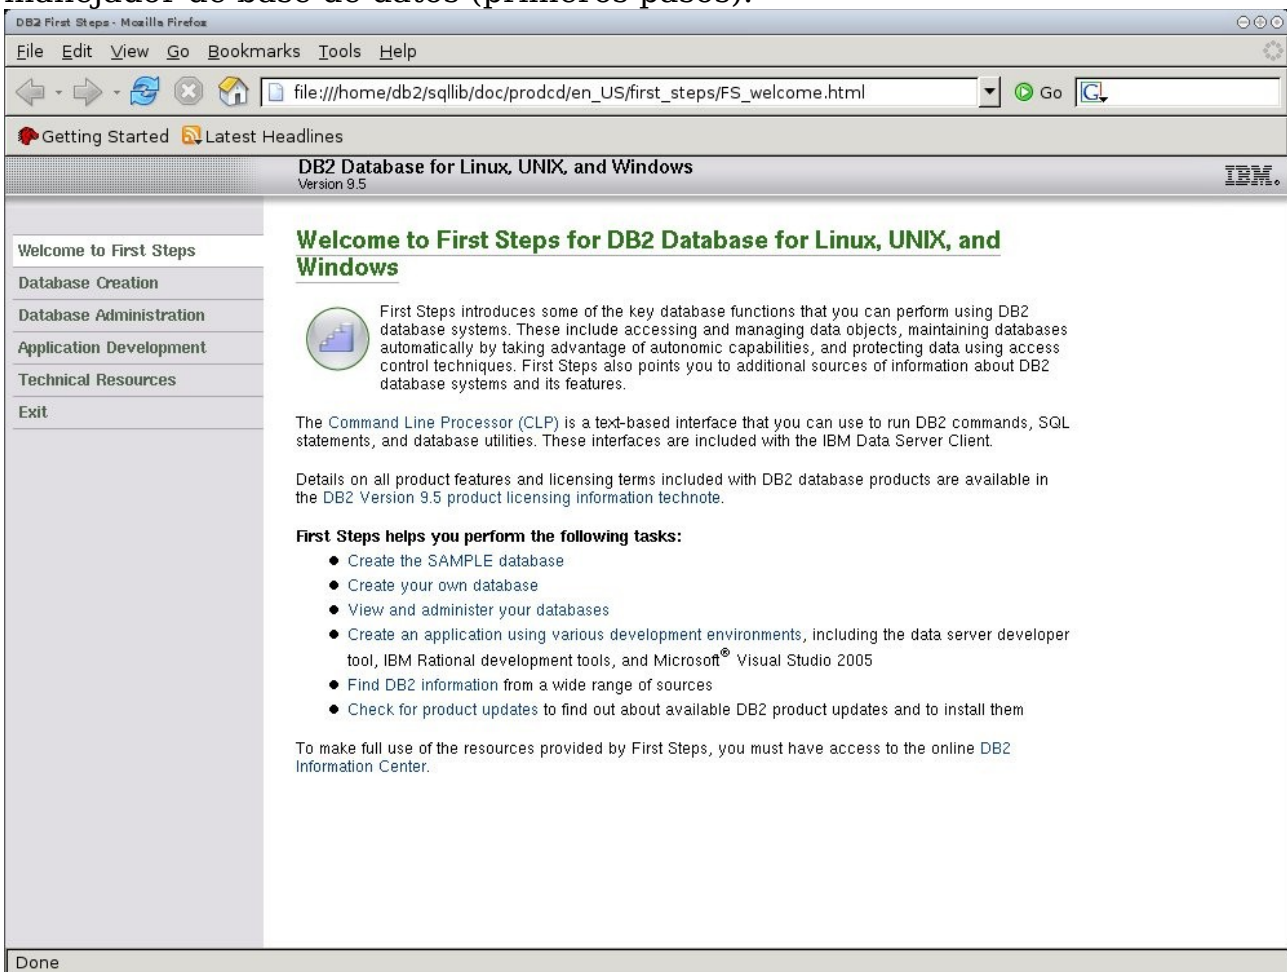 manejador de base de datos (primeros pasos).
DB2 First Steps - Mozilla Firefox
File Edit View Go Bookmarks Tools Help
file:///home/db2/sqllib/doc/prodcd/en_US/first_steps/FS_welcome.html Go G
Getting Started Latest Headlines
DB2 Database for Linux, UNIX, and Windows
Version 9.5
IBM.
Welcome to First Steps
Database Creation
Database Administration
Application Development
Technical Resources
Exit
Welcome to First Steps for DB2 Database for Linux, UNIX, and
Windows
First Steps introduces some of the key database functions that you can perform using DB2
database systems. These include accessing and managing data objects, maintaining databases
automatically by taking advantage of autonomic capabilities, and protecting data using access
control techniques. First Steps also points you to additional sources of information about DB2
database systems and its features.
The Command Line Processor (CLP) is a text-based interface that you can use to run DB2 commands, SQL
statements, and database utilities. These interfaces are included with the IBM Data Server Client.
Details on all product features and licensing terms included with DB2 database products are available in
the DB2 Version 9.5 product licensing information technote.
First Steps helps you perform the following tasks:
● Create the SAMPLE database
● Create your own database
● View and administer your databases
● Create an application using various development environments, including the data server developer
tool, IBM Rational development tools, and Microsoft® Visual Studio 2005
● Find DB2 information from a wide range of sources
● Check for product updates to find out about available DB2 product updates and to install them
To make full use of the resources provided by First Steps, you must have access to the online DB2
Information Center.
Done